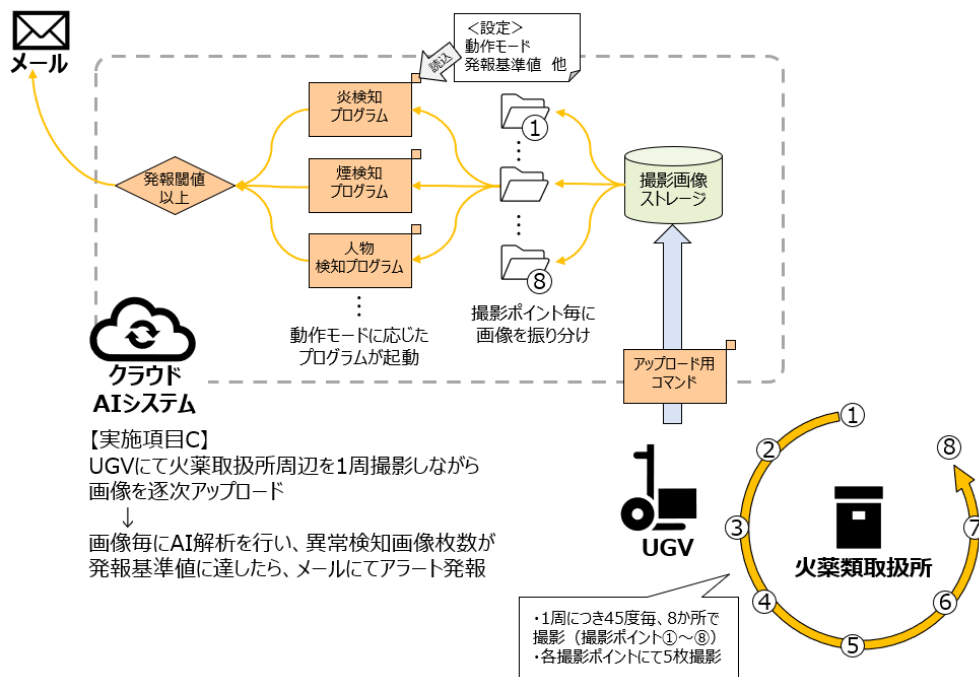 メール
<設定>
動作モード
発報基準値 他
読込
炎検知
プログラム
煙検知
プログラム
人物
検知プログラム
⋮
動作モードに応じた
プログラムが起動
発報閾値
以上
①
⋮
⋮
⑧
撮影ポイント毎に
画像を振り分け
撮影画像
ストレージ
アップロード用
コマンド
クラウド
AIシステム
【実施項目C】
UGVにて火薬取扱所周辺を1周撮影しながら
画像を逐次アップロード
↓
画像毎にAI解析を行い、異常検知画像枚数が
発報基準値に達したら、メールにてアラート発報
UGV
①
②
③
④
⑤
⑥
⑦
⑧
火薬類取扱所
・1周につき45度毎、8か所で
撮影（撮影ポイント①～⑧）
・各撮影ポイントにて5枚撮影